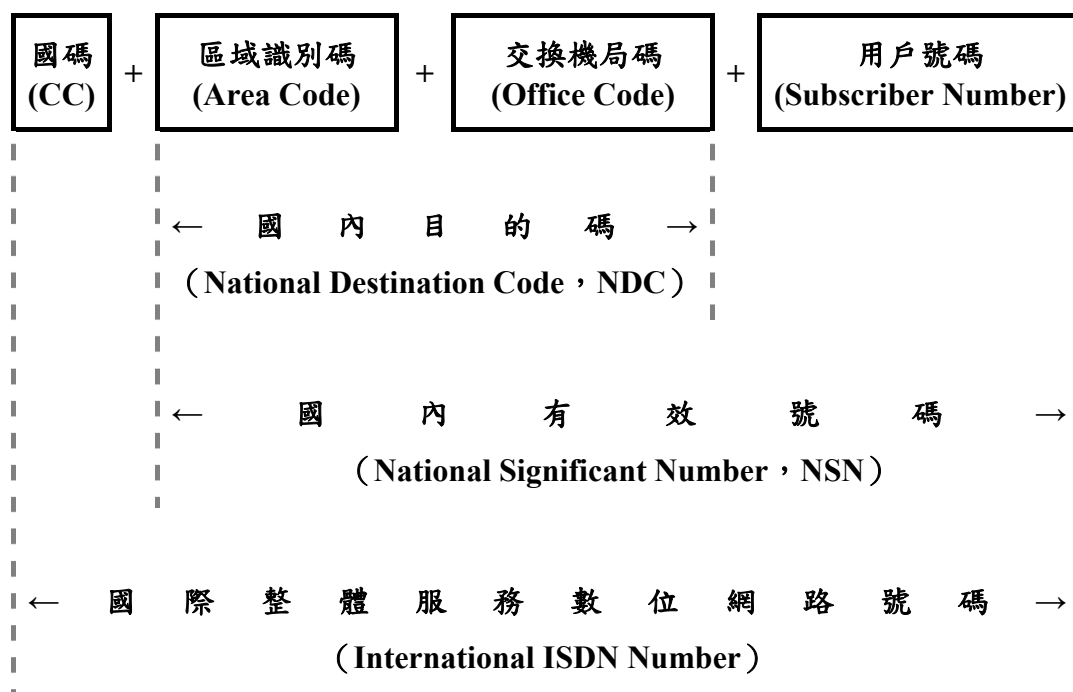 國碼 + 區域識別碼 + 交換機局碼 + 用戶號碼
(CC) (Area Code) (Office Code) (Subscriber Number)
← 國內目的碼 →
（National Destination Code，NDC）
← 國內有效號碼 →
（National Significant Number，NSN）
← 國際整體服務數位網路號碼 →
（International ISDN Number）